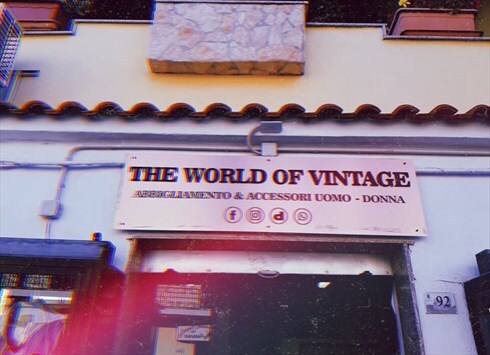 THE WORLD OF VINTAGE
ABBIGLIAMENTO & ACCESSORI UOMO - DONNA
92